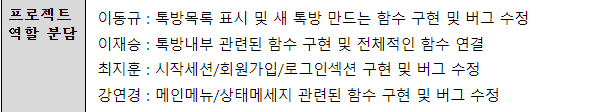 프로젝트
역할 분담
이동규 : 톡방목록 표시 및 새 톡방 만드는 함수 구현 및 버그 수정
이재승 : 톡방내부 관련된 함수 구현 및 전체적인 함수 연결
최지훈 : 시작세션/회원가입/로그인섹션 구현 및 버그 수정
강연경 : 메인메뉴/상태메세지 관련된 함수 구현 및 버그 수정